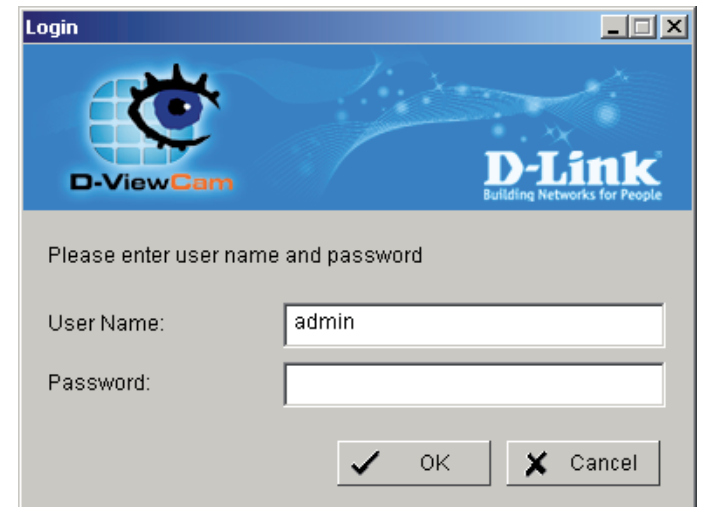 Login
D-ViewCam
D-Link
Building Networks for People
Please enter user name and password
User Name:
admin
Password:
OK
Cancel